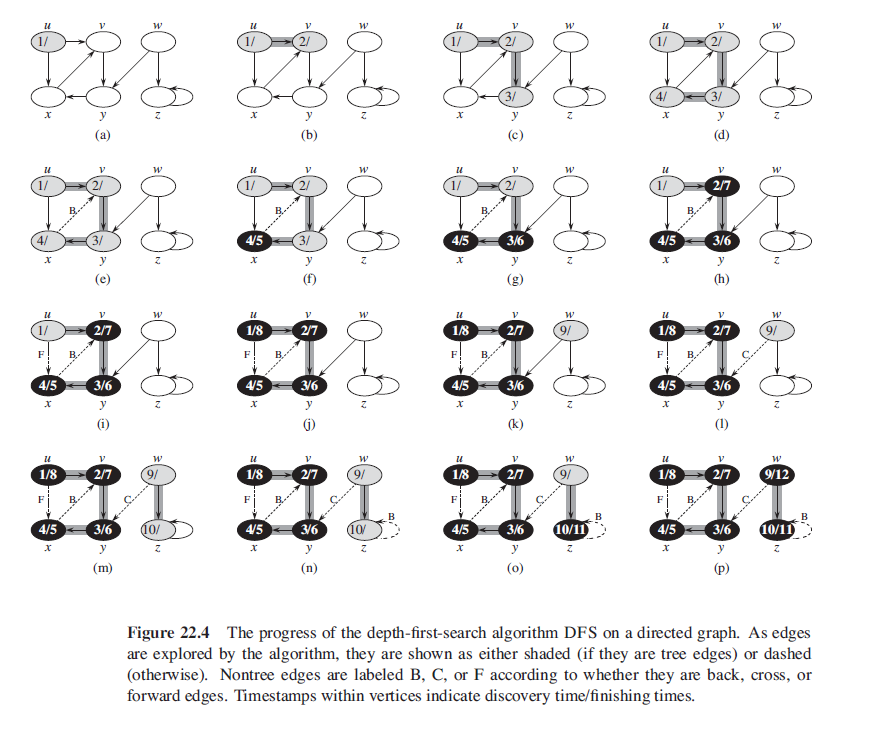 u v w
1/
x y z
(a)
u v w
1/ 2/
x y z
(b)
u v w
1/ 2/
3/
x y z
(c)
u v w
1/ 2/
4/ 3/
x y z
(d)
u v w
1/ 2/
B
4/ 3/
x y z
(e)
u v w
1/ 2/
B
4/5 3/
x y z
(f)
u v w
1/ 2/
B
4/5 3/6
x y z
(g)
u v w
1/ 2/7
B
4/5 3/6
x y z
(h)
u v w
1/ 2/7
F B
4/5 3/6
x y z
(i)
u v w
1/8 2/7
F B
4/5 3/6
x y z
(j)
u v w
1/8 2/7 9/
F B
4/5 3/6
x y z
(k)
u v w
1/8 2/7 9/
F B C
4/5 3/6
x y z
(l)
u v w
1/8 2/7 9/
F B C
4/5 3/6 10/
x y z
(m)
u v w
1/8 2/7 9/
F B C
B
4/5 3/6 10/
x y z
(n)
u v w
1/8 2/7 9/
F B C
B
4/5 3/6 10/11
x y z
(o)
u v w
1/8 2/7 9/12
F B C
B
4/5 3/6 10/11
x y z
(p)
Figure 22.4 The progress of the depth-first-search algorithm DFS on a directed graph. As edges
are explored by the algorithm, they are shown as either shaded (if they are tree edges) or dashed
(otherwise). Nontree edges are labeled B, C, or F according to whether they are back, cross, or
forward edges. Timestamps within vertices indicate discovery time/finishing times.